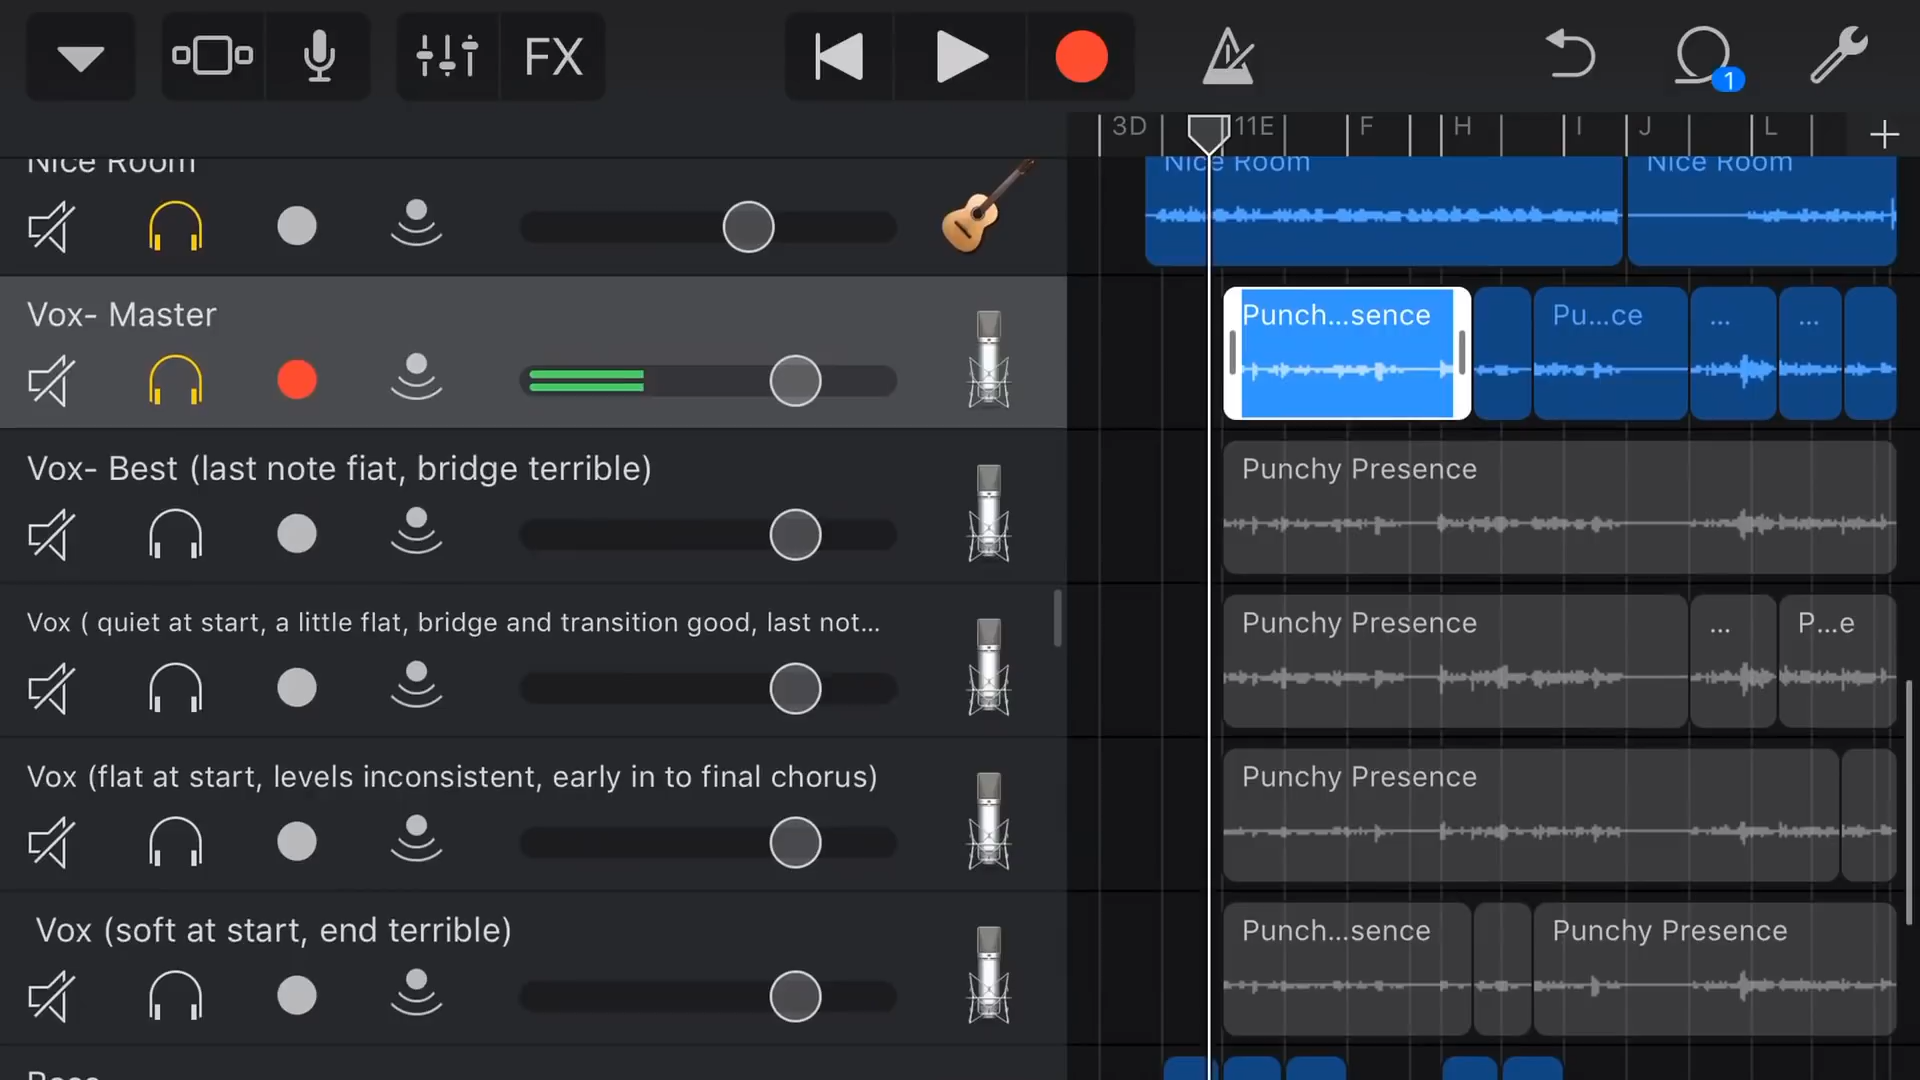 FX
1
3D 11E F H I J L
Nice Room
Nice Room Nice Room
Vox- Master
Punch...sence Pu...ce ... ...
Vox- Best (last note fiat, bridge terrible)
Punchy Presence
Vox ( quiet at start, a little flat, bridge and transition good, last not...
Punchy Presence ... P...e
Vox (flat at start, levels inconsistent, early in to final chorus)
Punchy Presence
Vox (soft at start, end terrible)
Punch...sence Punchy Presence